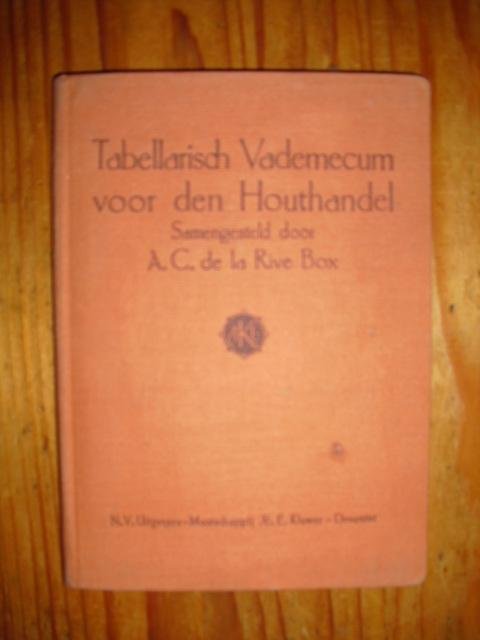 Tabellarisch Vademecum
voor den Houthandel
Samengesteld door
A. C. de la Rive Box
N.V. Uitgevers-Maatschappij Æ. E. Kluwer - Deventer